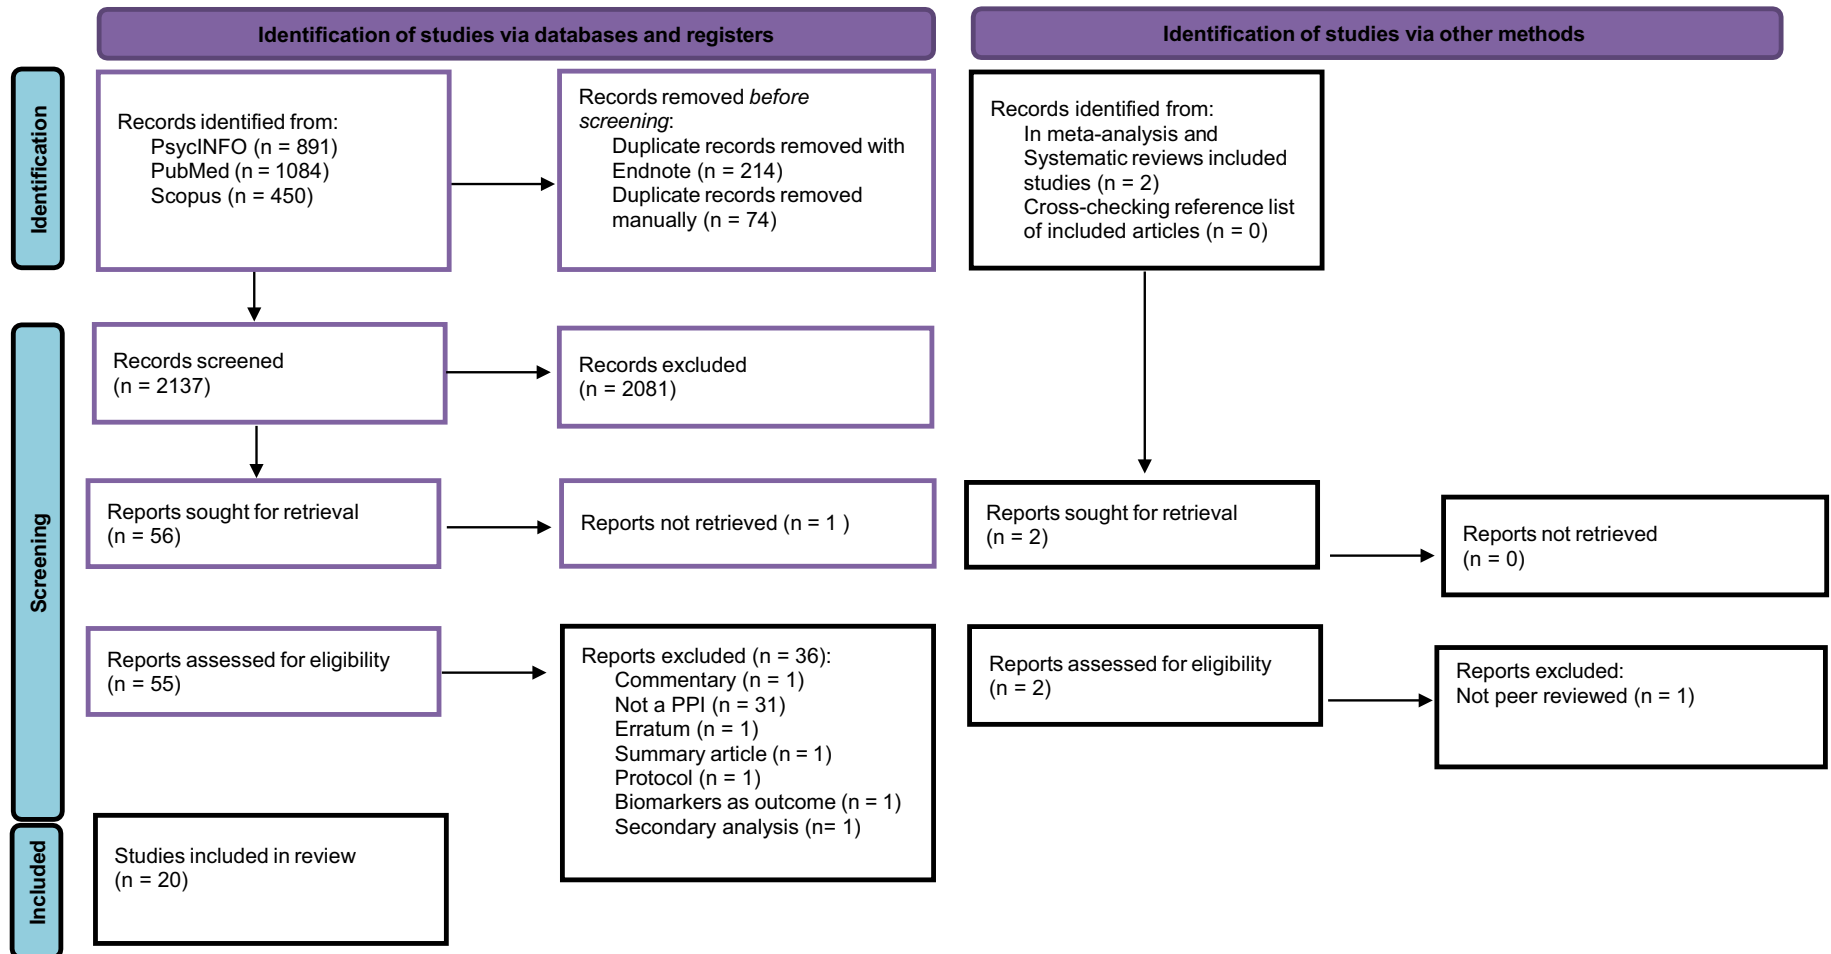 Identification of studies via databases and registers
Identification of studies via other methods
Identification
Records identified from:
PsycINFO (n = 891)
PubMed (n = 1084)
Scopus (n = 450)
Records removed before
screening:
Duplicate records removed with
Endnote (n = 214)
Duplicate records removed
manually (n = 74)
Records identified from:
In meta-analysis and
Systematic reviews included
studies (n = 2)
Cross-checking reference list
of included articles (n = 0)
Screening
Records screened
(n = 2137)
Records excluded
(n = 2081)
Reports sought for retrieval
(n = 56)
Reports not retrieved (n = 1 )
Reports sought for retrieval
(n = 2)
Reports not retrieved
(n = 0)
Reports assessed for eligibility
(n = 55)
Reports excluded (n = 36):
Commentary (n = 1)
Not a PPI (n = 31)
Erratum (n = 1)
Summary article (n = 1)
Protocol (n = 1)
Biomarkers as outcome (n = 1)
Secondary analysis (n= 1)
Reports assessed for eligibility
(n = 2)
Reports excluded:
Not peer reviewed (n = 1)
Included
Studies included in review
(n = 20)